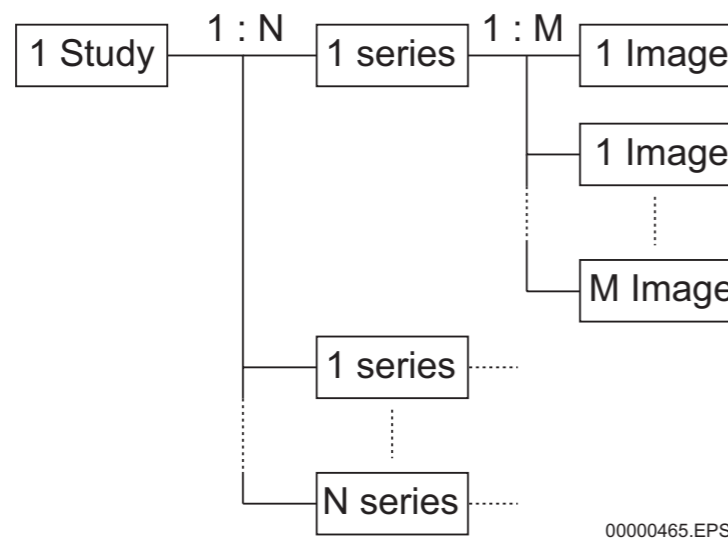 1 : N
1 : M
1 Study
1 series
1 Image
1 Image
M Image
1 series
N series
00000465.EPS